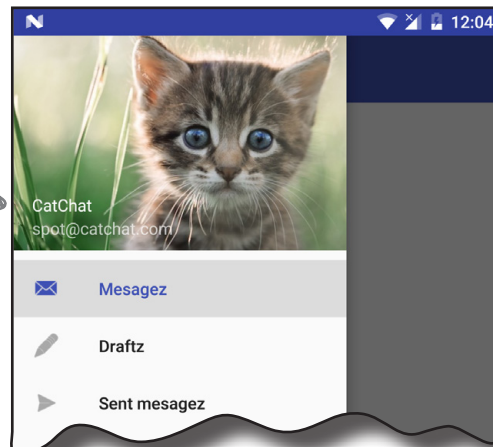 12:04
CatChat
spot@catchat.com
Mesagez
Draftz
Sent mesagez